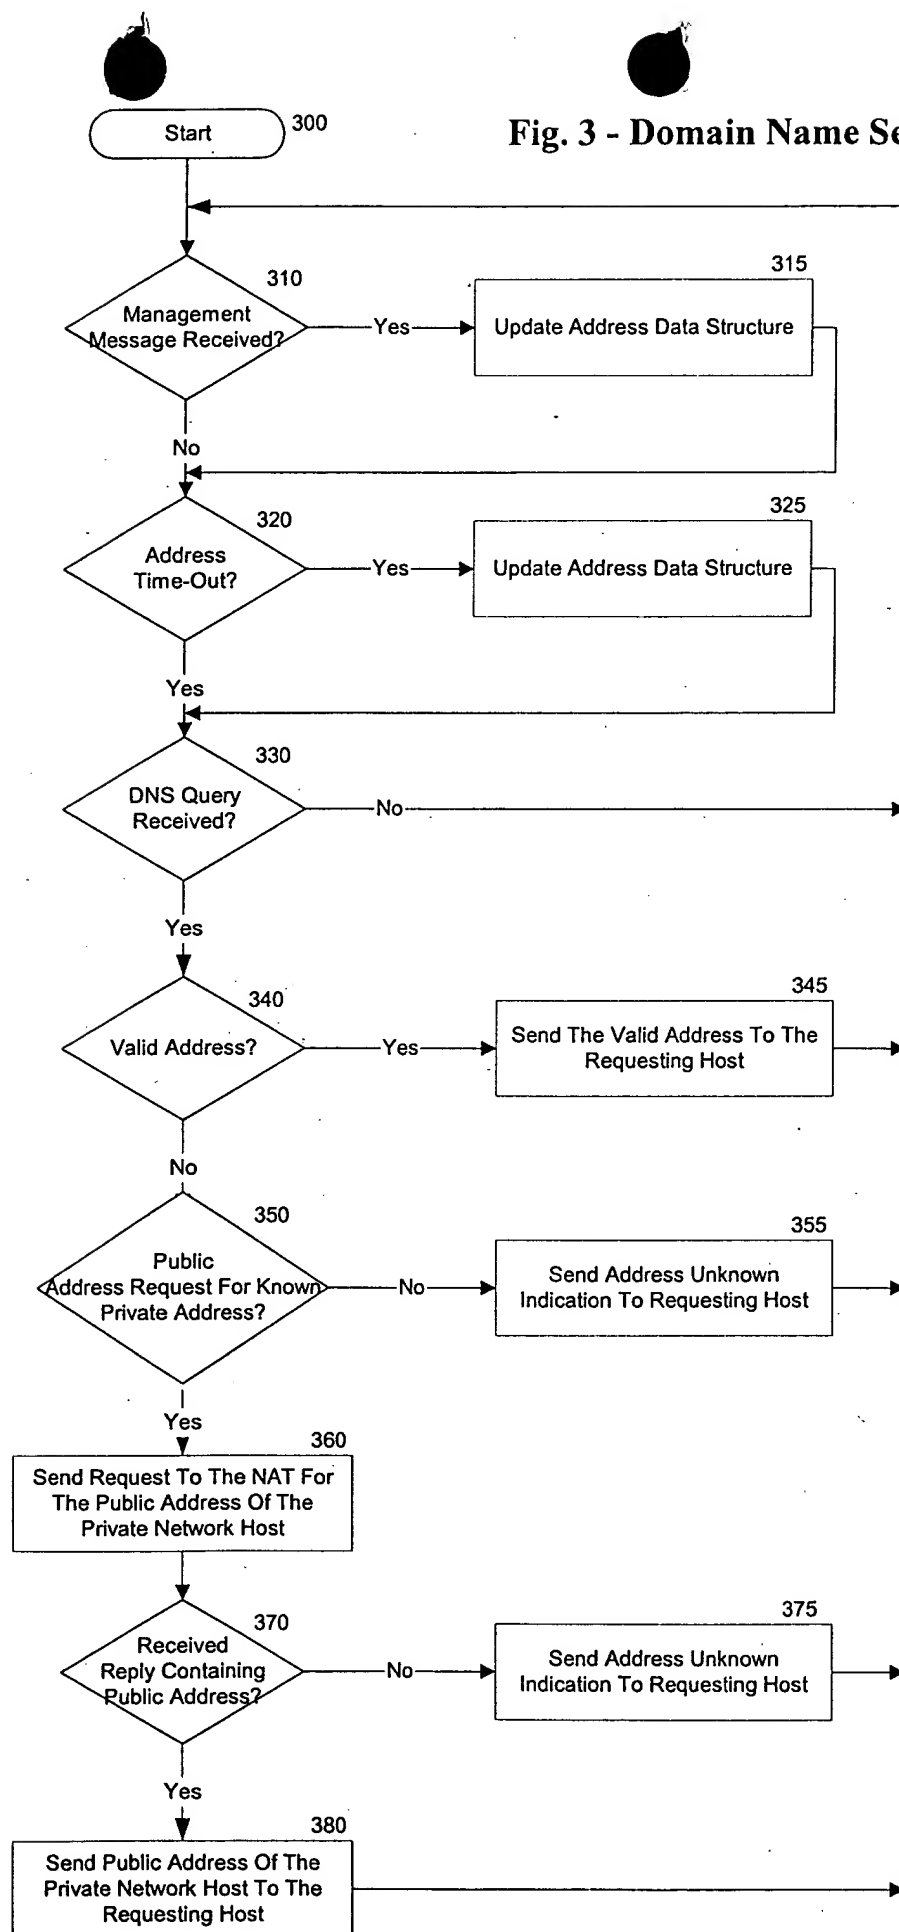 300
Start
Fig. 3 - Domain Name Se
310
315
Management
Message Received?
Yes
Update Address Data Structure
No
320
325
Address
Time-Out?
Yes
Update Address Data Structure
Yes
330
DNS Query
Received?
No
Yes
340
345
Valid Address?
Yes
Send The Valid Address To The
Requesting Host
No
350
355
Public
Address Request For Known
Private Address?
No
Send Address Unknown
Indication To Requesting Host
Yes
360
Send Request To The NAT For
The Public Address Of The
Private Network Host
370
375
Received
Reply Containing
Public Address?
No
Send Address Unknown
Indication To Requesting Host
Yes
380
Send Public Address Of The
Private Network Host To The
Requesting Host